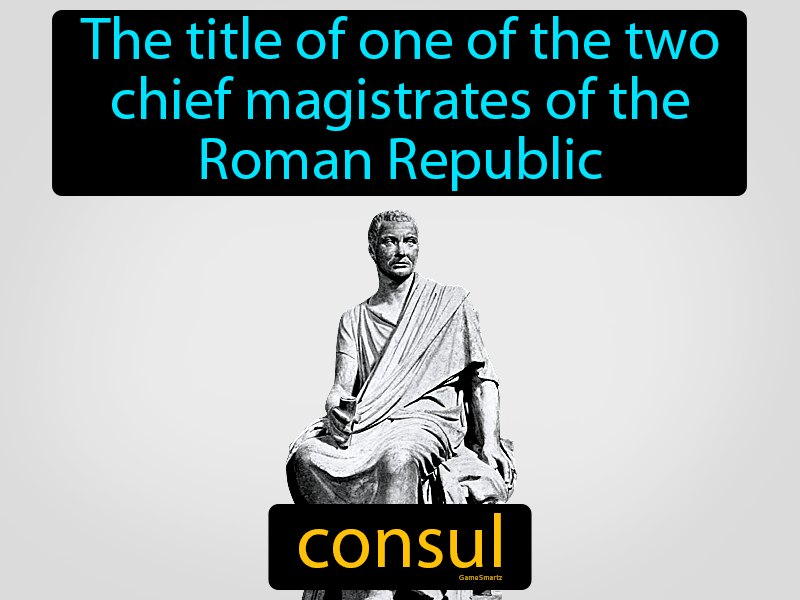 The title of one of the two
chief magistrates of the
Roman Republic
consul
GameSmartz